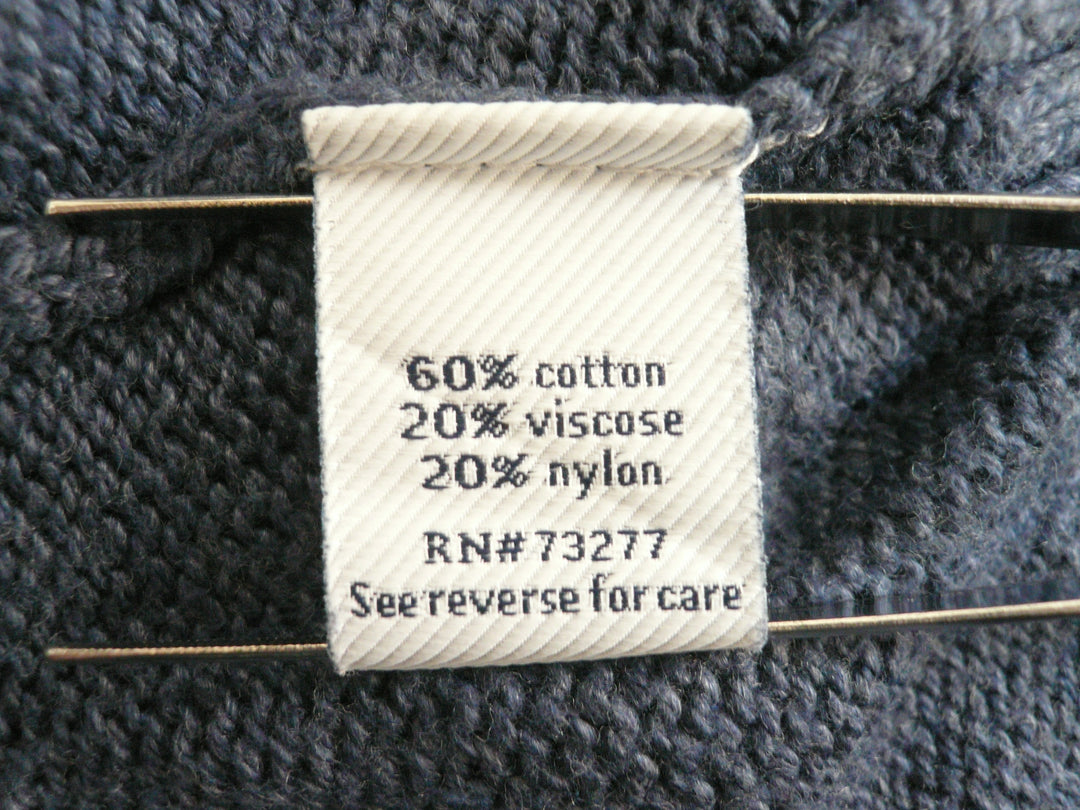 60% cotton
20% viscose
20% nylon
RN# 73277
See reverse for care